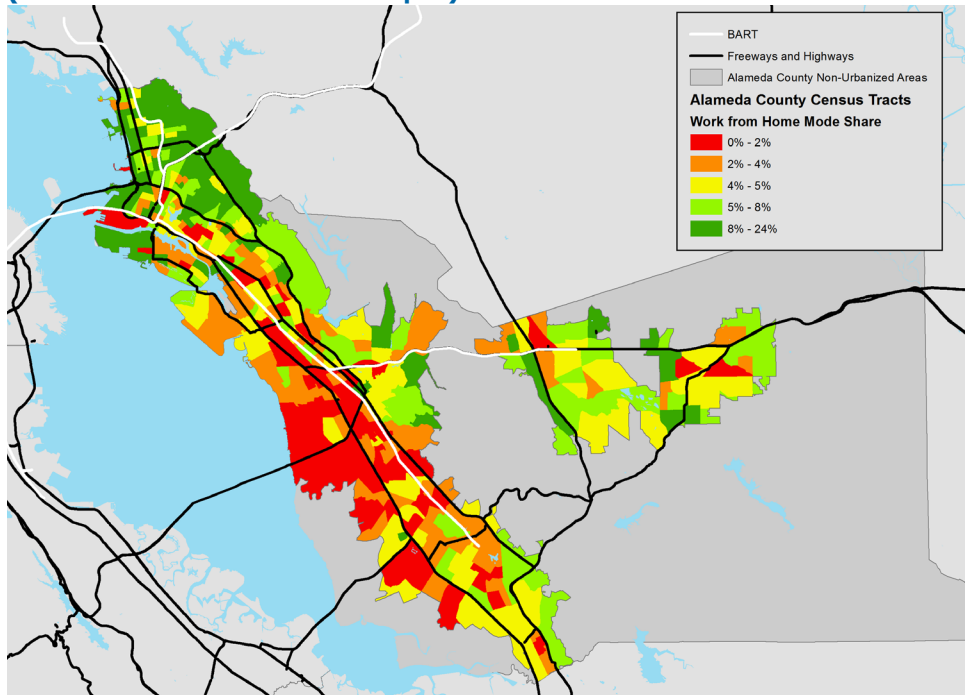 BART
Freeways and Highways
Alameda County Non-Urbanized Areas
Alameda County Census Tracts
Work from Home Mode Share
0% - 2%
2% - 4%
4% - 5%
5% - 8%
8% - 24%